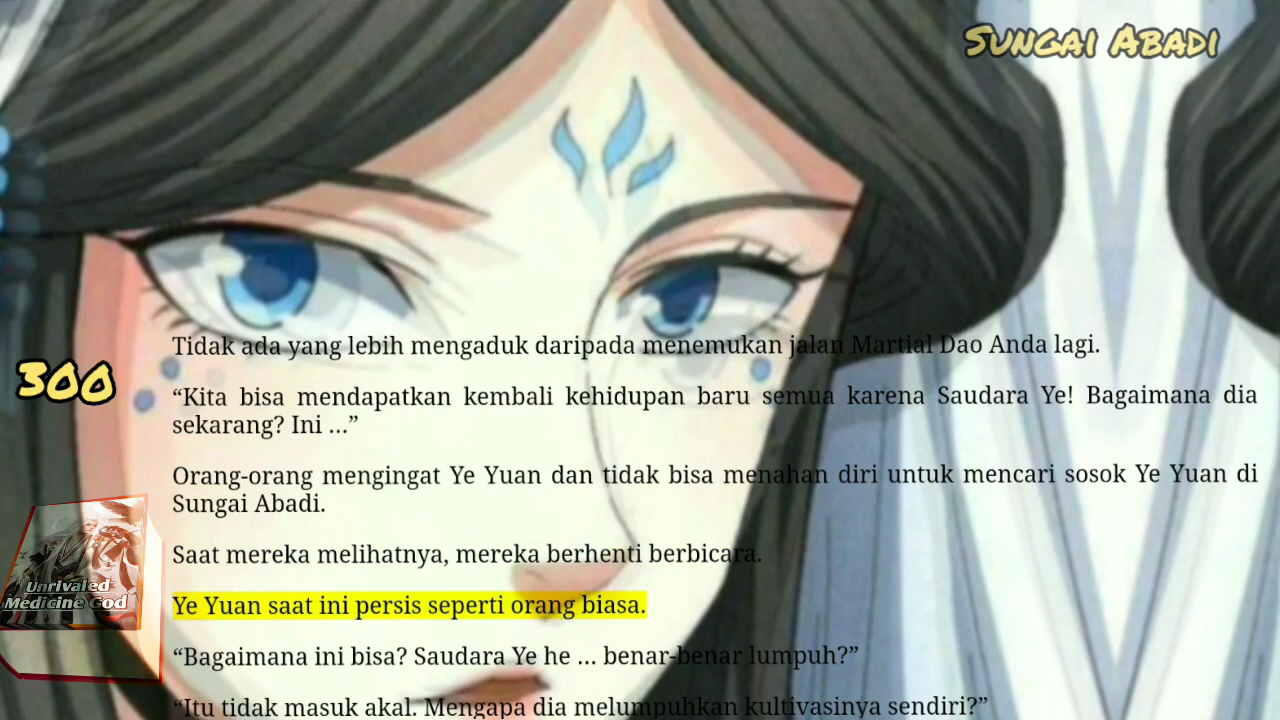 Sungai Abadi
Tidak ada yang lebih mengaduk daripada menemukan jalan Martial Dao Anda lagi.
300
“Kita bisa mendapatkan kembali kehidupan baru semua karena Saudara Ye! Bagaimana dia
sekarang? Ini ...”
Orang-orang mengingat Ye Yuan dan tidak bisa menahan diri untuk mencari sosok Ye Yuan di
Sungai Abadi.
Saat mereka melihatnya, mereka berhenti berbicara.
Unrivaled
Medicine God
Ye Yuan saat ini persis seperti orang biasa.
“Bagaimana ini bisa? Saudara Ye he ... benar-benar lumpuh?”
“Itu tidak masuk akal. Mengapa dia melumpuhkan kultivasinya sendiri?”